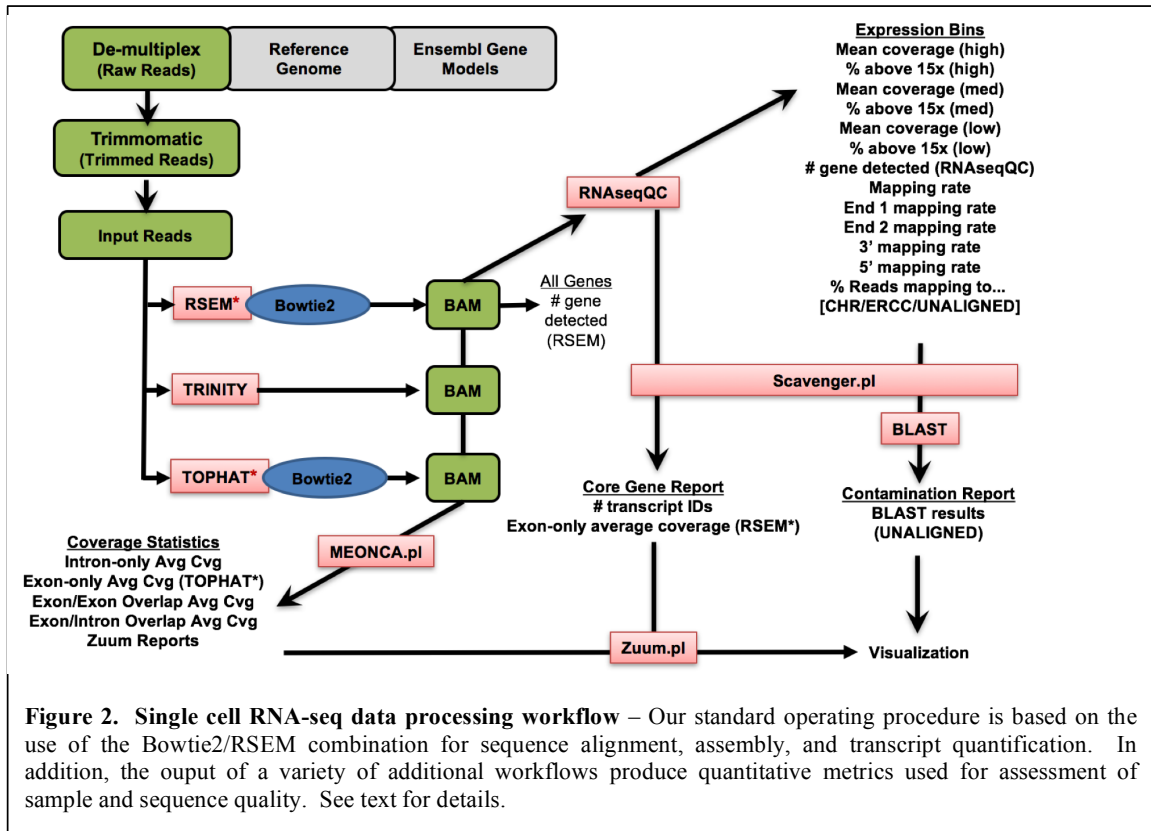 De-multiplex
(Raw Reads)
Reference
Genome
Ensembl Gene
Models
Trimmomatic
(Trimmed Reads)
Input Reads
RSEM*
Bowtie2
BAM
TRINITY
BAM
TOPHAT*
Bowtie2
BAM
All Genes
# gene
detected
(RSEM)
RNAseqQC
Expression Bins
Mean coverage (high)
% above 15x (high)
Mean coverage (med)
% above 15x (med)
Mean coverage (low)
% above 15x (low)
# gene detected (RNAseqQC)
Mapping rate
End 1 mapping rate
End 2 mapping rate
3’ mapping rate
5’ mapping rate
% Reads mapping to...
[CHR/ERCC/UNALIGNED]
Scavenger.pl
BLAST
Core Gene Report
# transcript IDs
Exon-only average coverage (RSEM*)
Contamination Report
BLAST results
(UNALIGNED)
MEONCA.pl
Coverage Statistics
Intron-only Avg Cvg
Exon-only Avg Cvg (TOPHAT*)
Exon/Exon Overlap Avg Cvg
Exon/Intron Overlap Avg Cvg
Zuum Reports
Zuum.pl
Visualization
Figure 2. Single cell RNA-seq data processing workflow – Our standard operating procedure is based on the
use of the Bowtie2/RSEM combination for sequence alignment, assembly, and transcript quantification. In
addition, the ouput of a variety of additional workflows produce quantitative metrics used for assessment of
sample and sequence quality. See text for details.